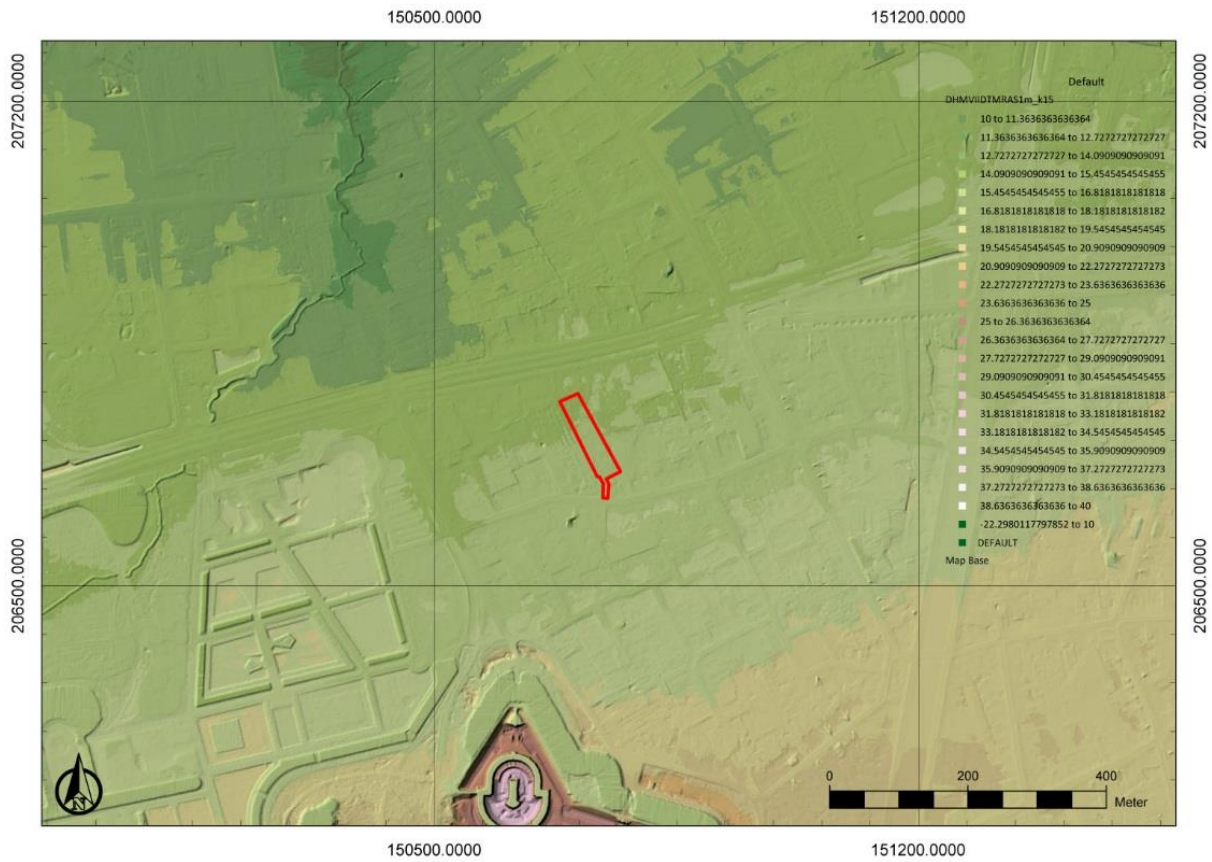 150500.0000 151200.0000
207200.0000 207200.0000
Default
DHMVIIDTMRAS1m_k15
10 to 11.3636363636364
11.3636363636364 to 12.7272727272727
12.7272727272727 to 14.0909090909091
14.0909090909091 to 15.4545454545455
15.4545454545455 to 16.8181818181818
16.8181818181818 to 18.1818181818182
18.1818181818182 to 19.5454545454545
19.5454545454545 to 20.9090909090909
20.9090909090909 to 22.2727272727273
22.2727272727273 to 23.6363636363636
23.6363636363636 to 25
25 to 26.3636363636364
26.3636363636364 to 27.7272727272727
27.7272727272727 to 29.0909090909091
29.0909090909091 to 30.4545454545455
30.4545454545455 to 31.8181818181818
31.8181818181818 to 33.1818181818182
33.1818181818182 to 34.5454545454545
34.5454545454545 to 35.9090909090909
35.9090909090909 to 37.2727272727273
37.2727272727273 to 38.6363636363636
38.6363636363636 to 40
-22.2980117797852 to 10
DEFAULT
Map Base
206500.0000 206500.0000
N
0 200 400
Meter
150500.0000 151200.0000